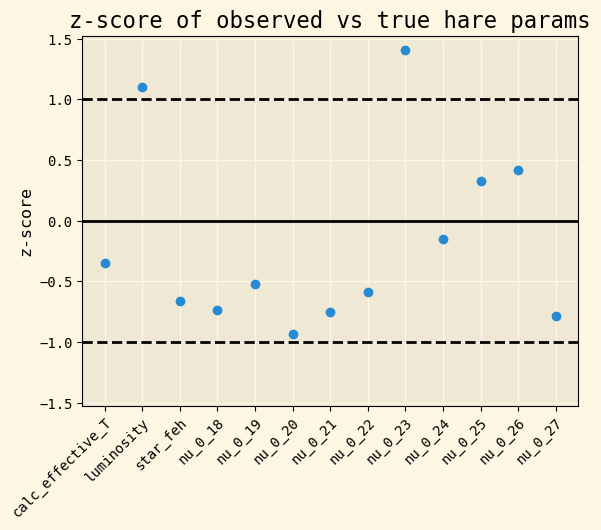 z-score of observed vs true hare params
z-score
1.5
1.0
0.5
0.0
−0.5
−1.0
−1.5
calc_effective_T
luminosity
star_feh
nu_0_18
nu_0_19
nu_0_20
nu_0_21
nu_0_22
nu_0_23
nu_0_24
nu_0_25
nu_0_26
nu_0_27